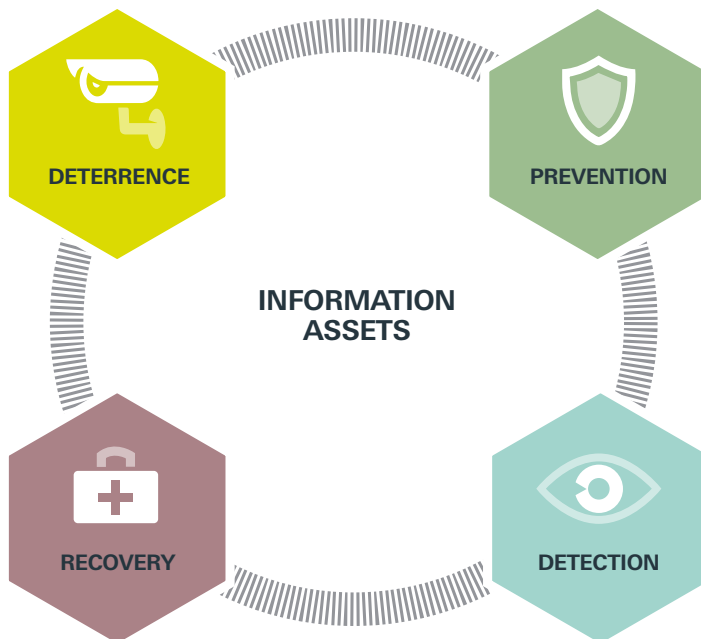 DETERRENCE
PREVENTION
INFORMATION
ASSETS
RECOVERY
DETECTION